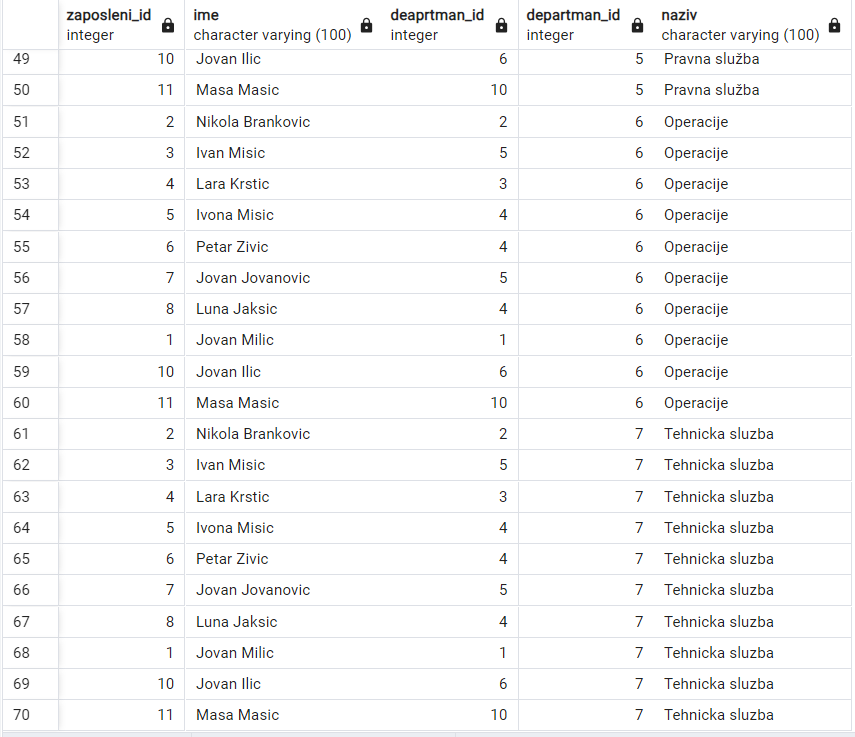 zaposleni_id ime deaprtman_id departman_id naziv
integer character varying (100) integer integer character varying (100)
49 10 Jovan Ilic 6 5 Pravna služba
50 11 Masa Masic 10 5 Pravna služba
51 2 Nikola Brankovic 2 6 Operacije
52 3 Ivan Misic 5 6 Operacije
53 4 Lara Krstic 3 6 Operacije
54 5 Ivona Misic 4 6 Operacije
55 6 Petar Zivic 4 6 Operacije
56 7 Jovan Jovanovic 5 6 Operacije
57 8 Luna Jaksic 4 6 Operacije
58 1 Jovan Milic 1 6 Operacije
59 10 Jovan Ilic 6 6 Operacije
60 11 Masa Masic 10 6 Operacije
61 2 Nikola Brankovic 2 7 Tehnicka sluzba
62 3 Ivan Misic 5 7 Tehnicka sluzba
63 4 Lara Krstic 3 7 Tehnicka sluzba
64 5 Ivona Misic 4 7 Tehnicka sluzba
65 6 Petar Zivic 4 7 Tehnicka sluzba
66 7 Jovan Jovanovic 5 7 Tehnicka sluzba
67 8 Luna Jaksic 4 7 Tehnicka sluzba
68 1 Jovan Milic 1 7 Tehnicka sluzba
69 10 Jovan Ilic 6 7 Tehnicka sluzba
70 11 Masa Masic 10 7 Tehnicka sluzba